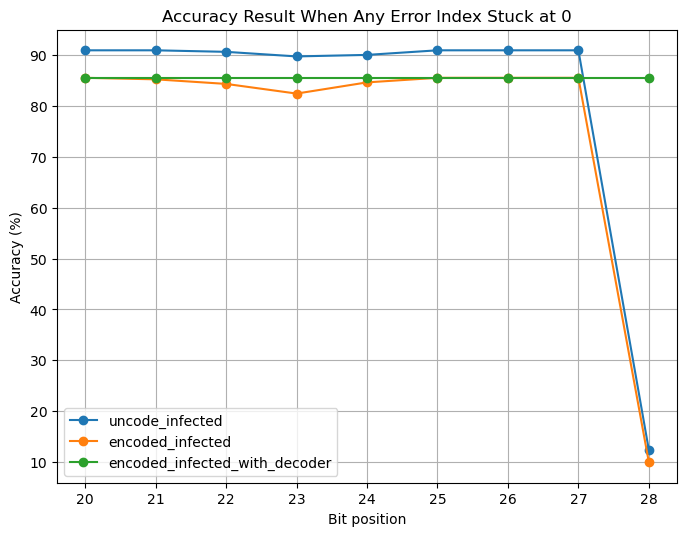 Accuracy Result When Any Error Index Stuck at 0
90
80
70
60
50
40
30
20
10
Accuracy (%)
uncode_infected
encoded_infected
encoded_infected_with_decoder
20 21 22 23 24 25 26 27 28
Bit position